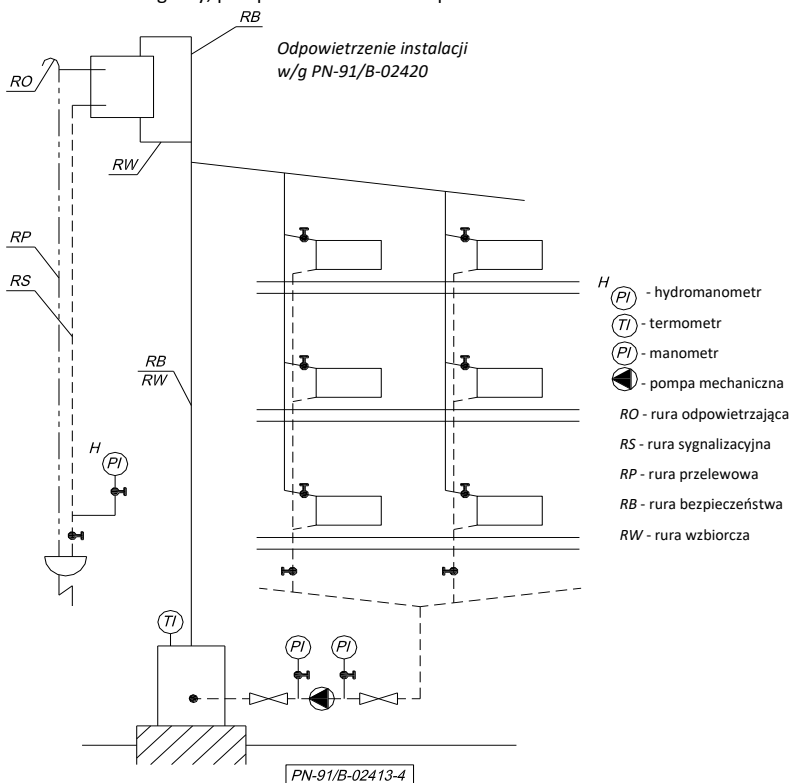 RB
Odpowietrzenie instalacji
w/g PN-91/B-02420
RO
RW
RP
RS
RB
RW
H
PI
TI
PI
PI
H
PI - hydromanometr
TI - termometr
PI - manometr
- pompa mechaniczna
RO - rura odpowietrzająca
RS - rura sygnalizacyjna
RP - rura przelewowa
RB - rura bezpieczeństwa
RW - rura wzbiorcza
PN-91/B-02413-4